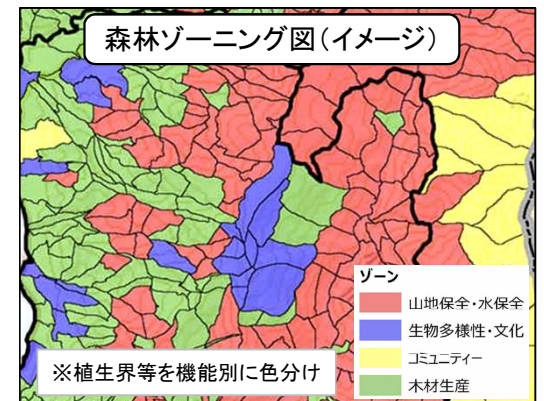 森林ゾーニング図(イメージ)
ゾーン
山地保全・水保全
生物多様性・文化
コミュニティー
木材生産
※植生界等を機能別に色分け